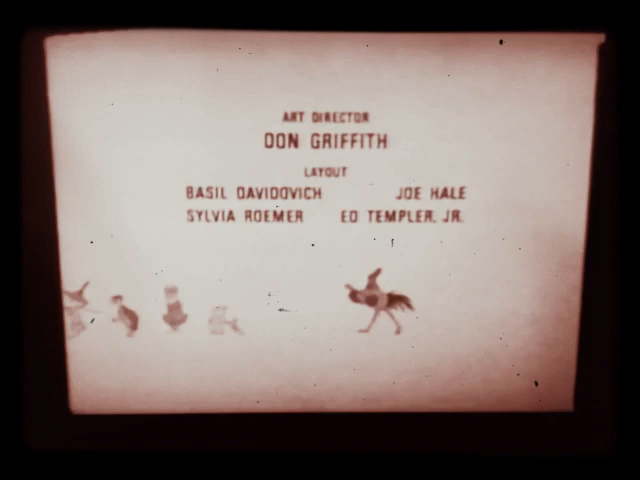 ART DIRECTOR
DON GRIFFITH
LAYOUT
BASIL DAVIDOVICH JOE HALE
SYLVIA ROEMER ED TEMPLER, JR.